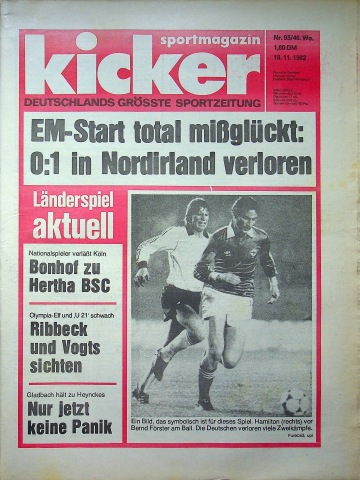 sportmagazin
kicker
DEUTSCHLANDS GRÖSSTE SPORTZEITUNG
Nr. 93/46. Wo.
1,80 DM
18. 11. 1982
EM-Start total mißglückt:
0:1 in Nordirland verloren
Länderspiel
aktuell
Nationalspieler verläßt Köln
Bonhof zu
Hertha BSC
Olympia-Elf und „U 21“ schwach
Ribbeck
und Vogts
sichten
Gladbach hält zu Heynckes
Nur jetzt
keine Panik
Ein Bild, das symbolisch ist für dieses Spiel. Hamilton (rechts) vor
Bernd Förster am Ball. Die Deutschen verloren viele Zweikämpfe.